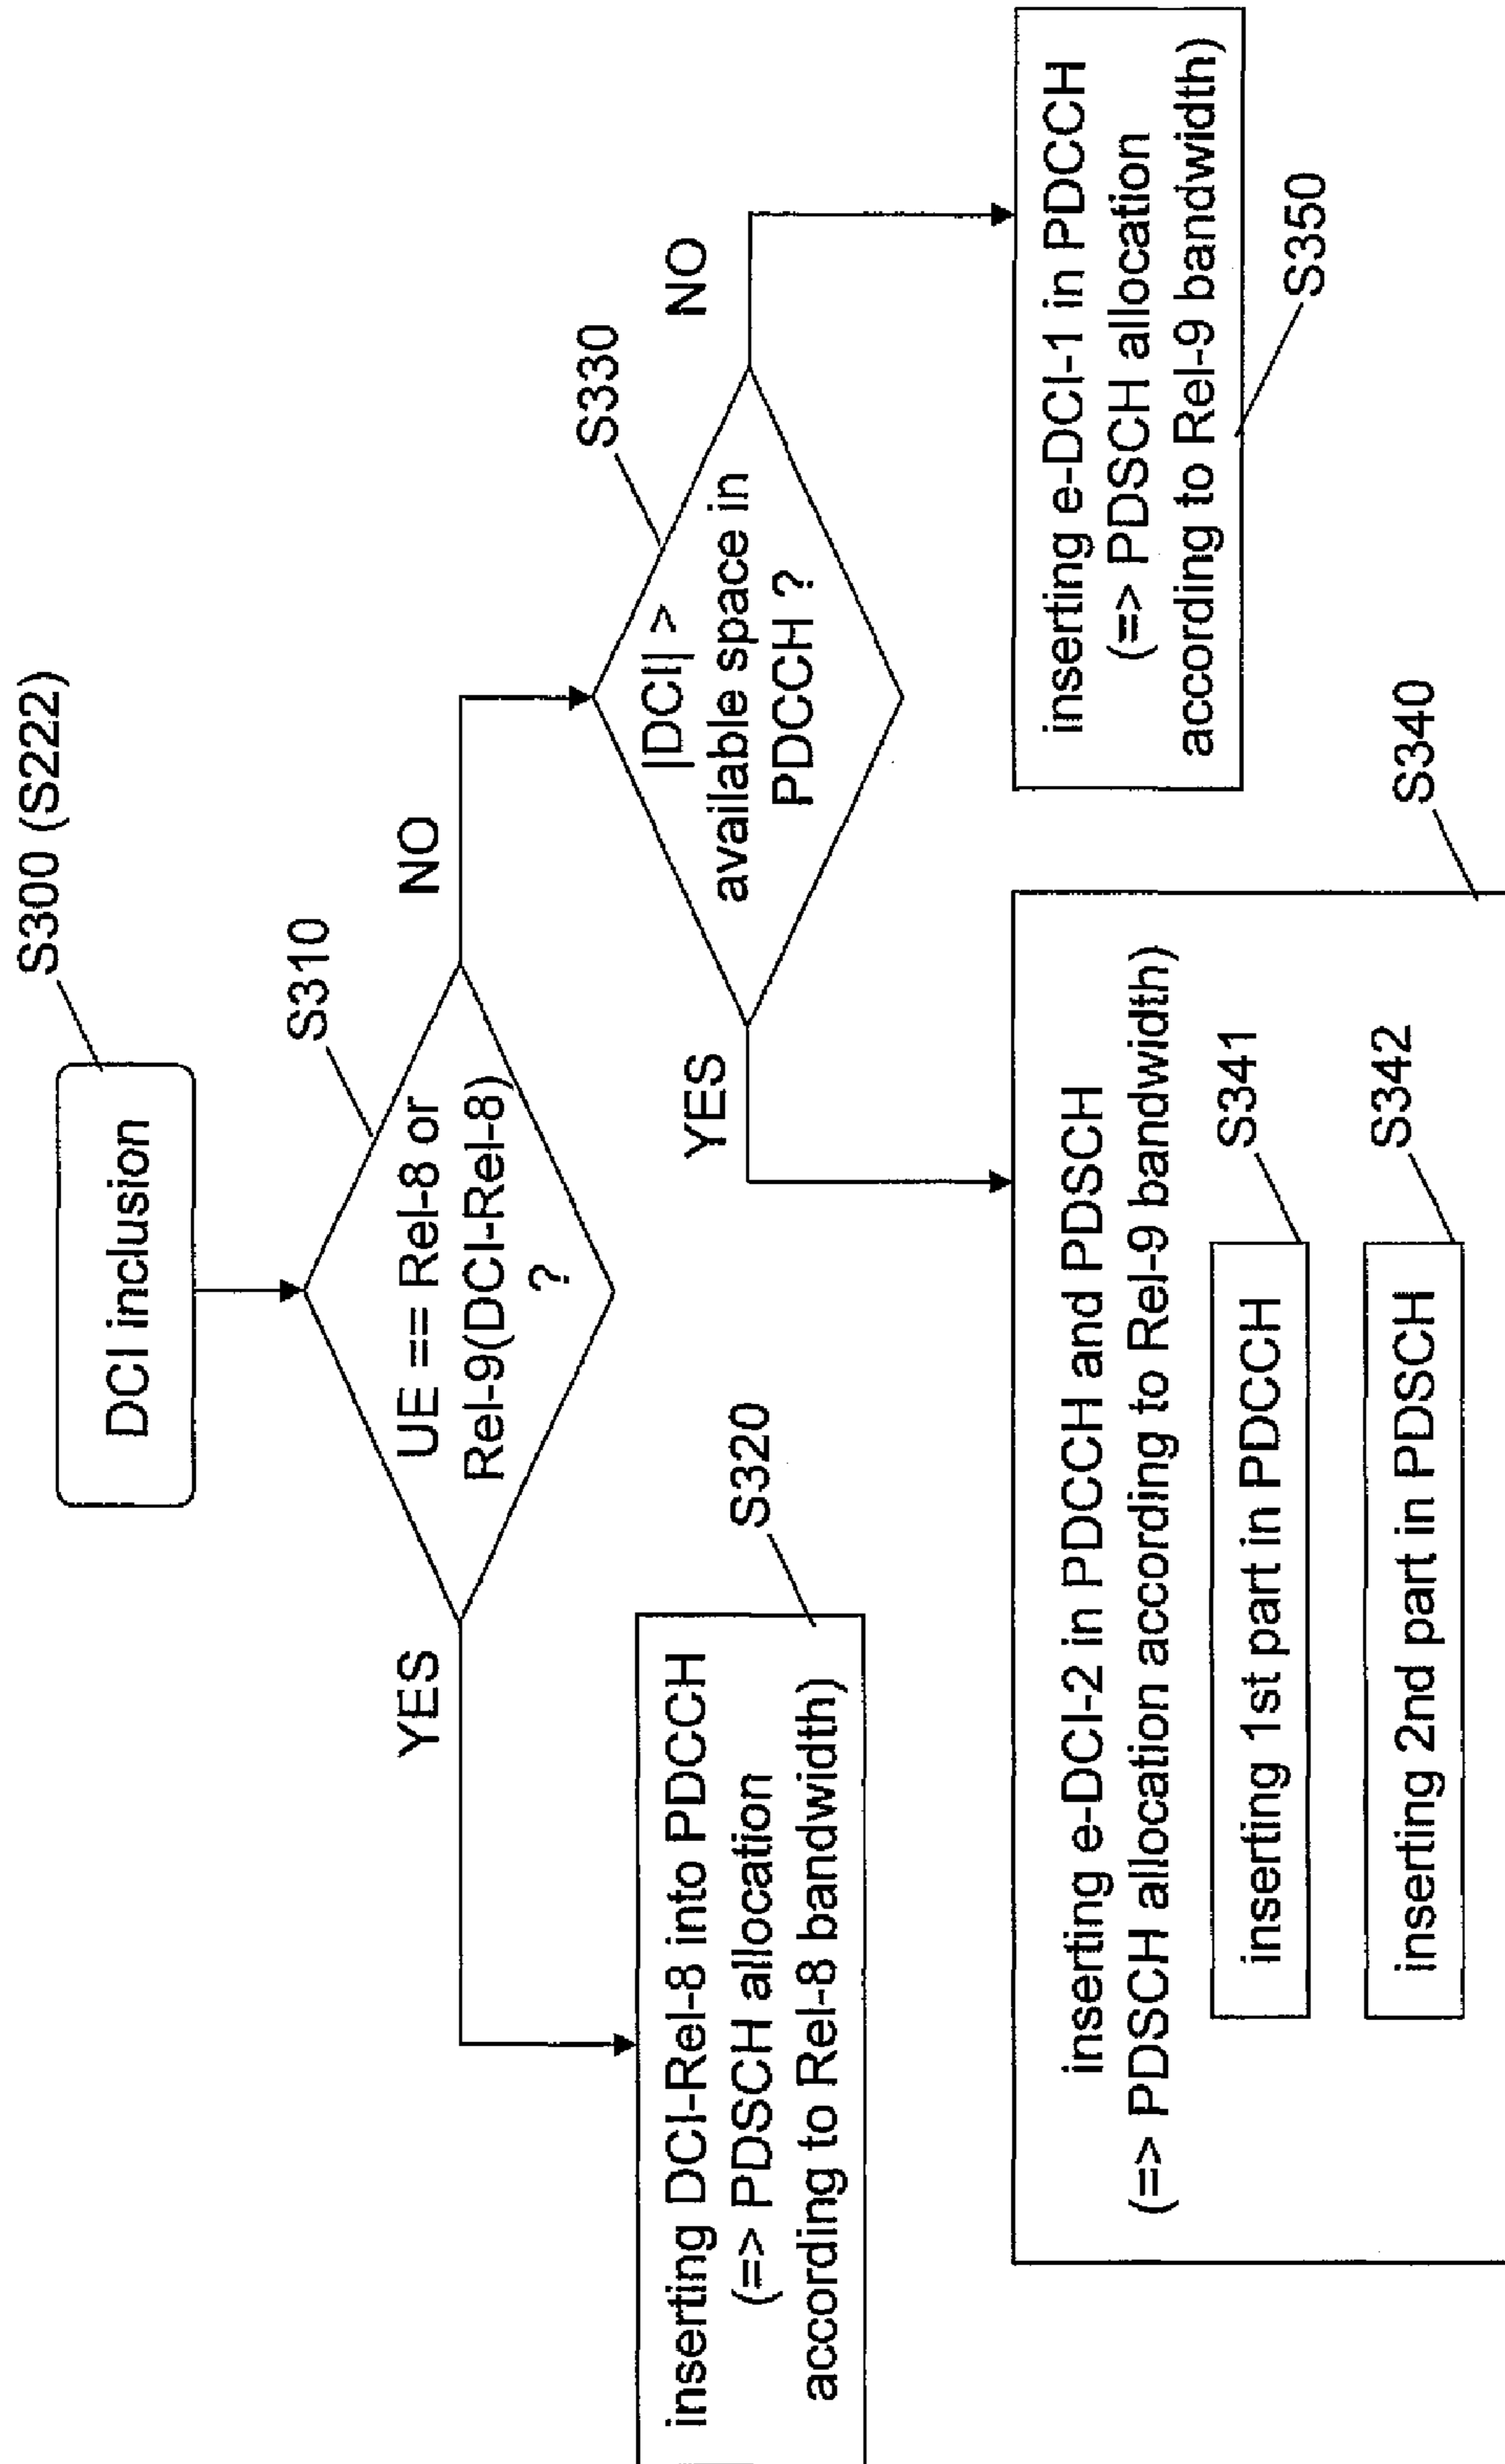 S300 (S222)
DCI inclusion
S310
UE == Rel-8 or
Rel-9(DCI-Rel-8)
?
YES
NO
S320
inserting DCI-Rel-8 into PDCCH
(=> PDSCH allocation
according to Rel-8 bandwidth)
S330
|DCI| >
available space in
PDCCH ?
YES
NO
inserting e-DCI-2 in PDCCH and PDSCH
(=> PDSCH allocation according to Rel-9 bandwidth)
S341
inserting 1st part in PDCCH
S342
inserting 2nd part in PDSCH
S340
inserting e-DCI-1 in PDCCH
(=> PDSCH allocation
according to Rel-9 bandwidth)
S350